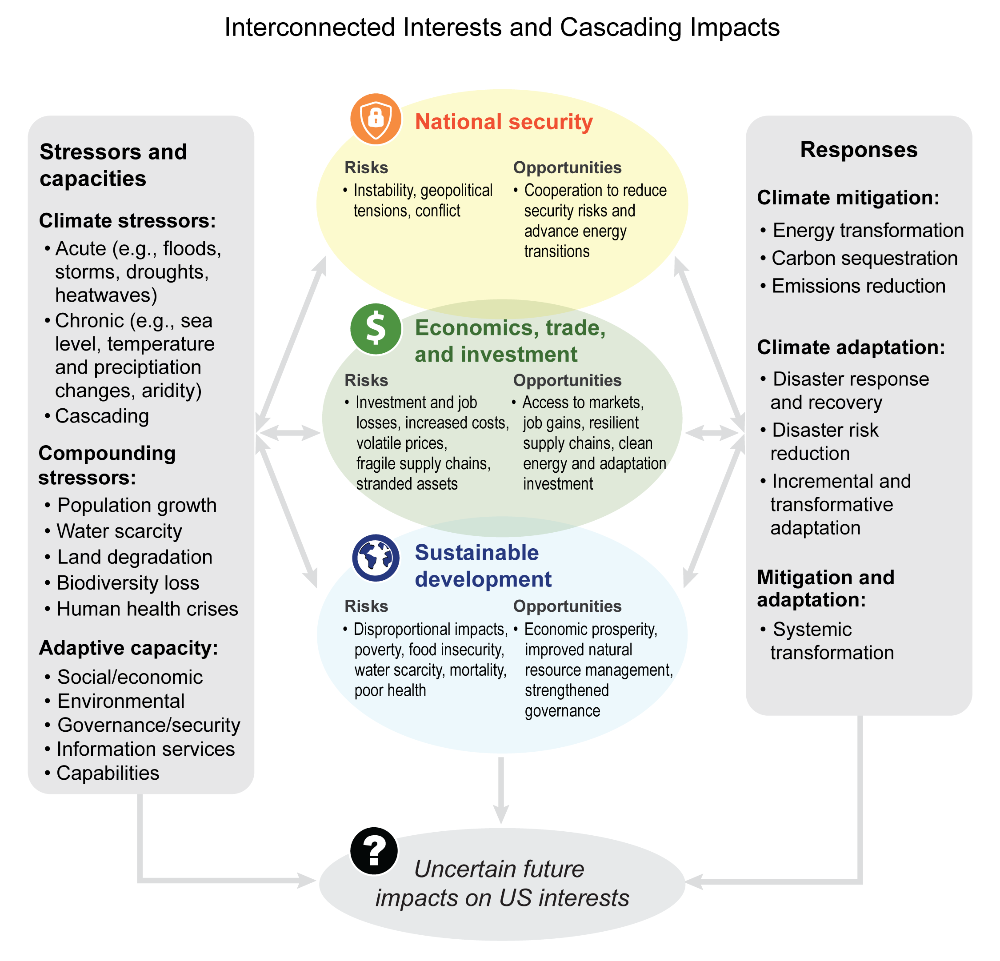 Interconnected Interests and Cascading Impacts
Stressors and
capacities
Climate stressors:
• Acute (e.g., floods,
storms, droughts,
heatwaves)
• Chronic (e.g., sea
level, temperature
and preciptiation
changes, aridity)
• Cascading
Compounding
stressors:
• Population growth
• Water scarcity
• Land degradation
• Biodiversity loss
• Human health crises
Adaptive capacity:
• Social/economic
• Environmental
• Governance/security
• Information services
• Capabilities
National security
Risks
• Instability, geopolitical
tensions, conflict
Opportunities
• Cooperation to reduce
security risks and
advance energy
transitions
$
Economics, trade,
and investment
Risks
• Investment and job
losses, increased costs,
volatile prices,
fragile supply chains,
stranded assets
Opportunities
• Access to markets,
job gains, resilient
supply chains, clean
energy and adaptation
investment
Sustainable
development
Risks
• Disproportional impacts,
poverty, food insecurity,
water scarcity, mortality,
poor health
Opportunities
• Economic prosperity,
improved natural
resource management,
strengthened
governance
Responses
Climate mitigation:
• Energy transformation
• Carbon sequestration
• Emissions reduction
Climate adaptation:
• Disaster response
and recovery
• Disaster risk
reduction
• Incremental and
transformative
adaptation
Mitigation and
adaptation:
• Systemic
transformation
?
Uncertain future
impacts on US interests